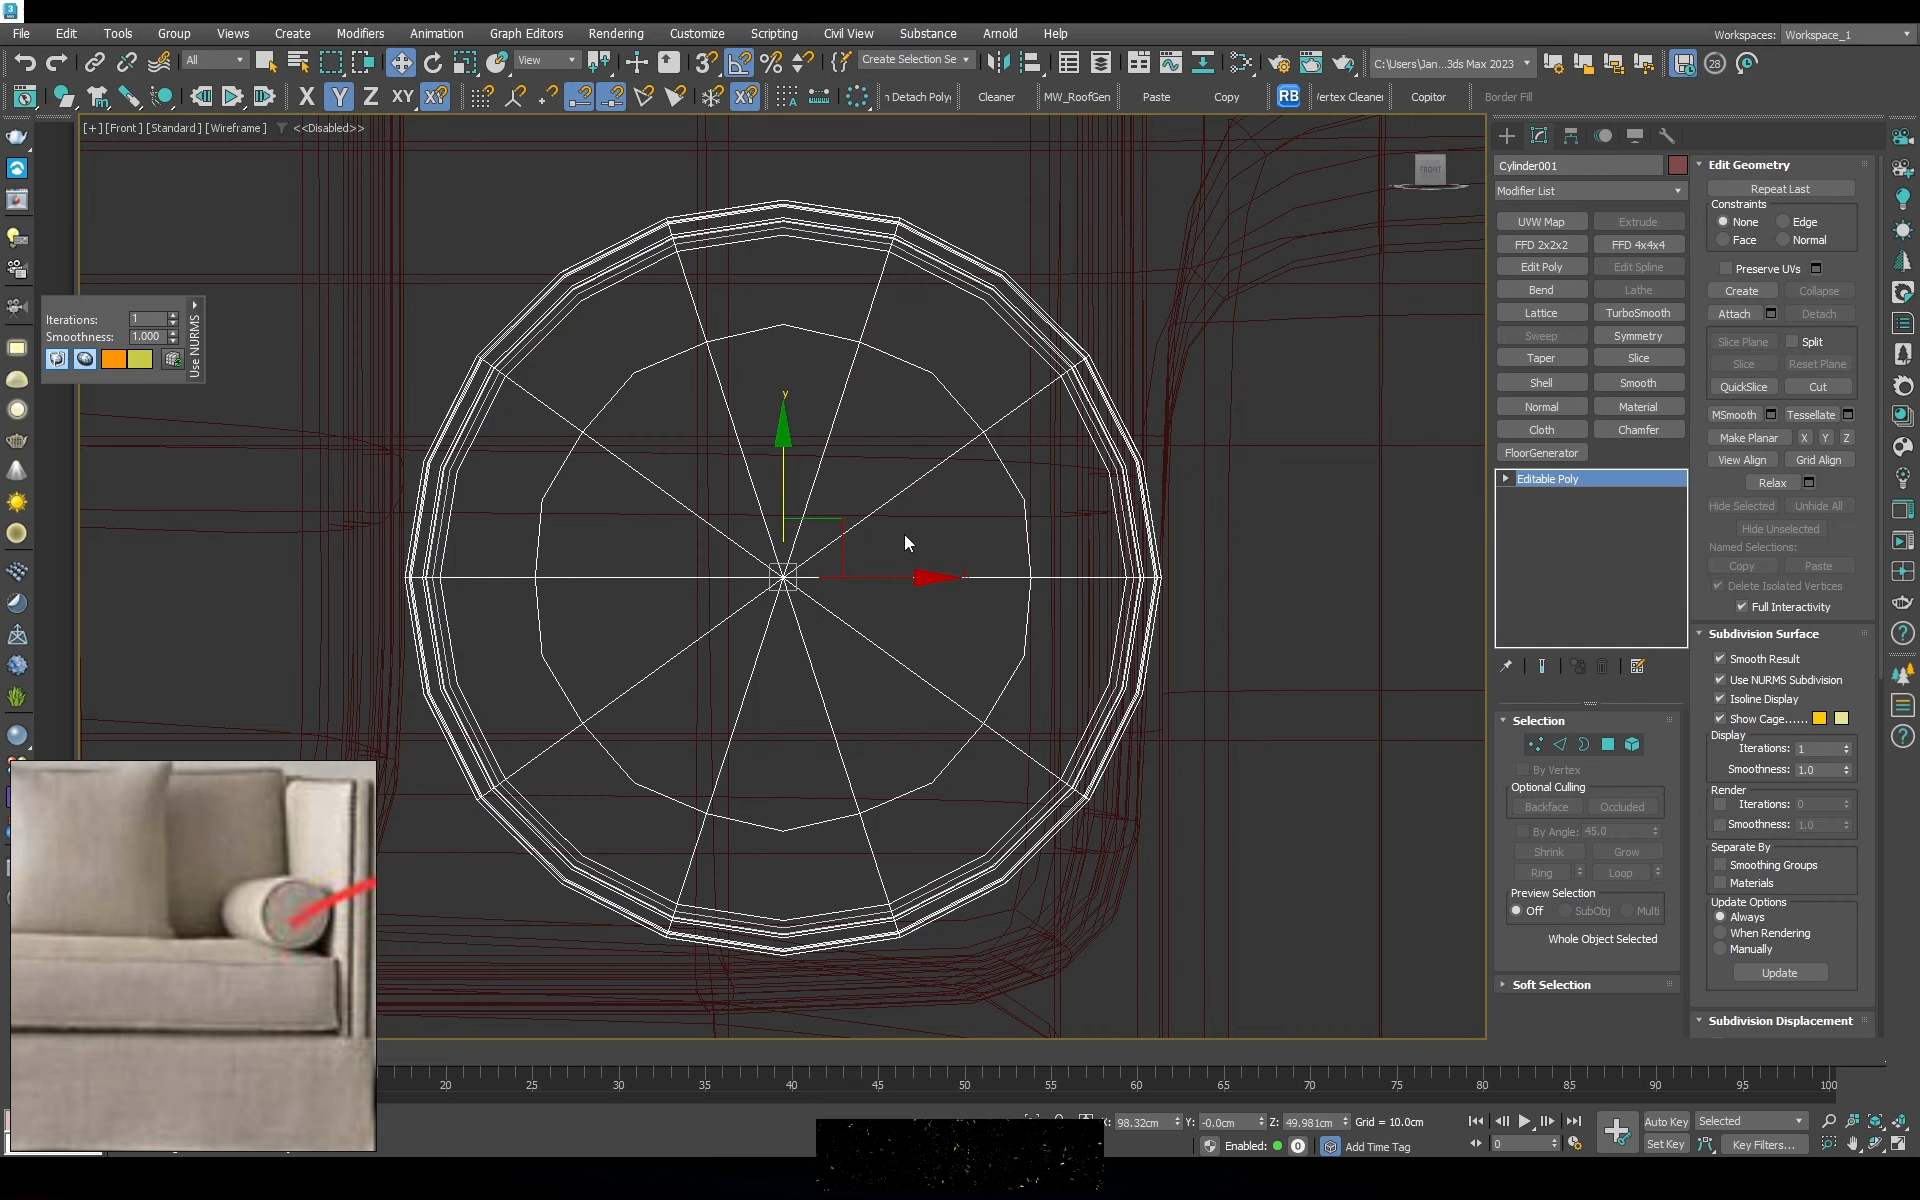 File Edit Tools Group Views Create Modifiers Animation Graph Editors Rendering Customize Scripting Civil View Substance Arnold Help
Workspaces: Workspace_1
All View Create Selection Se C:\Users\Jan...3ds Max 2023 28
X Y Z XY XY Detach Poly Cleaner MW_RoofGen Paste Copy RB Vertex Cleaner Copitor Border Fill
[+] [Front] [Standard] [Wireframe] <<Disabled>>
FRONT
Iterations: 1
Smoothness: 1.000
Use NURMS
y
Cylinder001
Modifier List
UVW Map Extrude
FFD 2x2x2 FFD 4x4x4
Edit Poly Edit Spline
Bend Lathe
Lattice TurboSmooth
Sweep Symmetry
Taper Slice
Shell Smooth
Normal Material
Cloth Chamfer
FloorGenerator
Editable Poly
Selection
By Vertex
Optional Culling
Backface Occluded
By Angle: 45.0
Shrink Grow
Ring Loop
Preview Selection
Off SubObj Multi
Whole Object Selected
Soft Selection
Edit Geometry
Repeat Last
Constraints
None Edge
Face Normal
Preserve UVs
Create Collapse
Attach Detach
Slice Plane Split
Slice Reset Plane
QuickSlice Cut
MSmooth Tessellate
Make Planar X Y Z
View Align Grid Align
Relax
Hide Selected Unhide All
Hide Unselected
Named Selections:
Copy Paste
Delete Isolated Vertices
Full Interactivity
Subdivision Surface
Smooth Result
Use NURMS Subdivision
Isoline Display
Show Cage......
Display
Iterations: 1
Smoothness: 1.0
Render
Iterations: 0
Smoothness: 1.0
Separate By
Smoothing Groups
Materials
Update Options
Always
When Rendering
Manually
Update
Subdivision Displacement
20 25 30 35 40 45 50 55 60 65 70 75 80 85 90 95 100
X: 98.32cm Y: -0.0cm Z: 49.981cm Grid = 10.0cm Auto Key Selected
Enabled: 0 Add Time Tag 0 Set Key Key Filters...